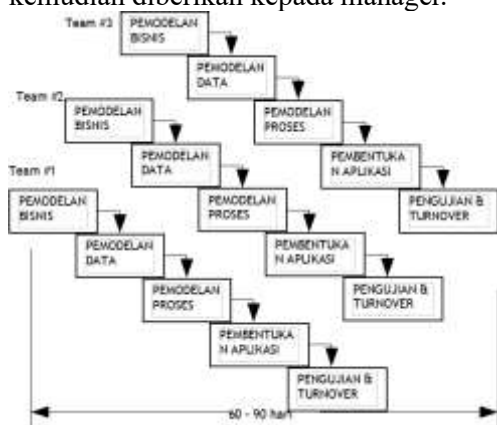 kemudian diberikan kepada manager.
Team #3
PEMODELAN
BISNIS
PEMODELAN
DATA
PEMODELAN
PROSES
PEMBENTUKA
N APLIKASI
PENGUJIAN &
TURNOVER
Team #2
PEMODELAN
BISNIS
PEMODELAN
DATA
PEMODELAN
PROSES
PEMBENTUKA
N APLIKASI
PENGUJIAN &
TURNOVER
Team #1
PEMODELAN
BISNIS
PEMODELAN
DATA
PEMODELAN
PROSES
PEMBENTUKA
N APLIKASI
PENGUJIAN &
TURNOVER
60 - 90 hari